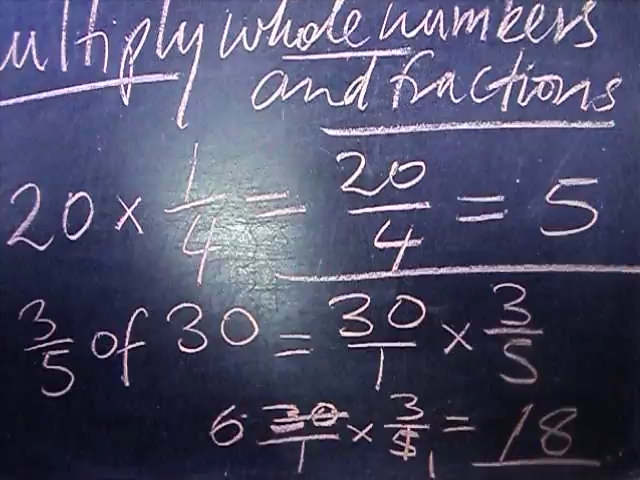 ultiply whole numbers
and fractions
20 × 1/4 = 20/4 = 5
3/5 of 30 = 30/1 × 3/5
6 30/1 × 3/5 1 = 18